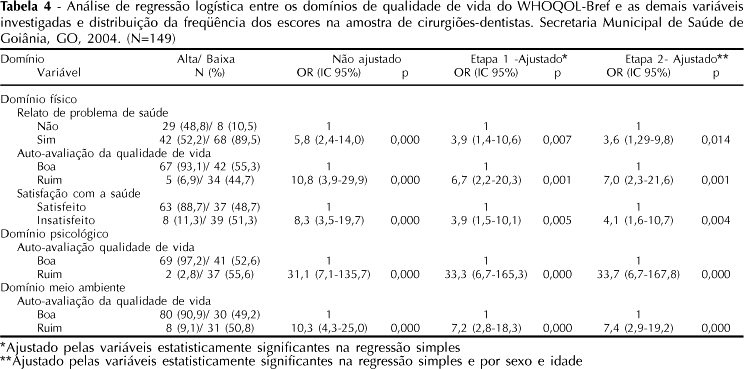 Tabela 4 - Análise de regressão logística entre os domínios de qualidade de vida do WHOQOL-Bref e as demais variáveis
investigadas e distribuição da freqüência dos escores na amostra de cirurgiões-dentistas. Secretaria Municipal de Saúde de
Goiânia, GO, 2004. (N=149)
Domínio Alta/ Baixa Não ajustado Etapa 1 -Ajustado* Etapa 2- Ajustado**
Variável N (%) OR (IC 95%) p OR (IC 95%) p OR (IC 95%) p
Domínio físico
Relato de problema de saúde
Não 29 (48,8)/ 8 (10,5) 1 1 1
Sim 42 (52,2)/ 68 (89,5) 5,8 (2,4-14,0) 0,000 3,9 (1,4-10,6) 0,007 3,6 (1,29-9,8) 0,014
Auto-avaliação da qualidade de vida
Boa 67 (93,1)/ 42 (55,3) 1 1 1
Ruim 5 (6,9)/ 34 (44,7) 10,8 (3,9-29,9) 0,000 6,7 (2,2-20,3) 0,001 7,0 (2,3-21,6) 0,001
Satisfação com a saúde
Satisfeito 63 (88,7)/ 37 (48,7) 1 1 1
Insatisfeito 8 (11,3)/ 39 (51,3) 8,3 (3,5-19,7) 0,000 3,9 (1,5-10,1) 0,005 4,1 (1,6-10,7) 0,004
Domínio psicológico
Auto-avaliação qualidade de vida
Boa 69 (97,2)/ 41 (52,6) 1 1 1
Ruim 2 (2,8)/ 37 (55,6) 31,1 (7,1-135,7) 0,000 33,3 (6,7-165,3) 0,000 33,7 (6,7-167,8) 0,000
Domínio meio ambiente
Auto-avaliação da qualidade de vida
Boa 80 (90,9)/ 30 (49,2) 1 1 1
Ruim 8 (9,1)/ 31 (50,8) 10,3 (4,3-25,0) 0,000 7,2 (2,8-18,3) 0,000 7,4 (2,9-19,2) 0,000
*Ajustado pelas variáveis estatisticamente significantes na regressão simples
**Ajustado pelas variáveis estatisticamente significantes na regressão simples e por sexo e idade